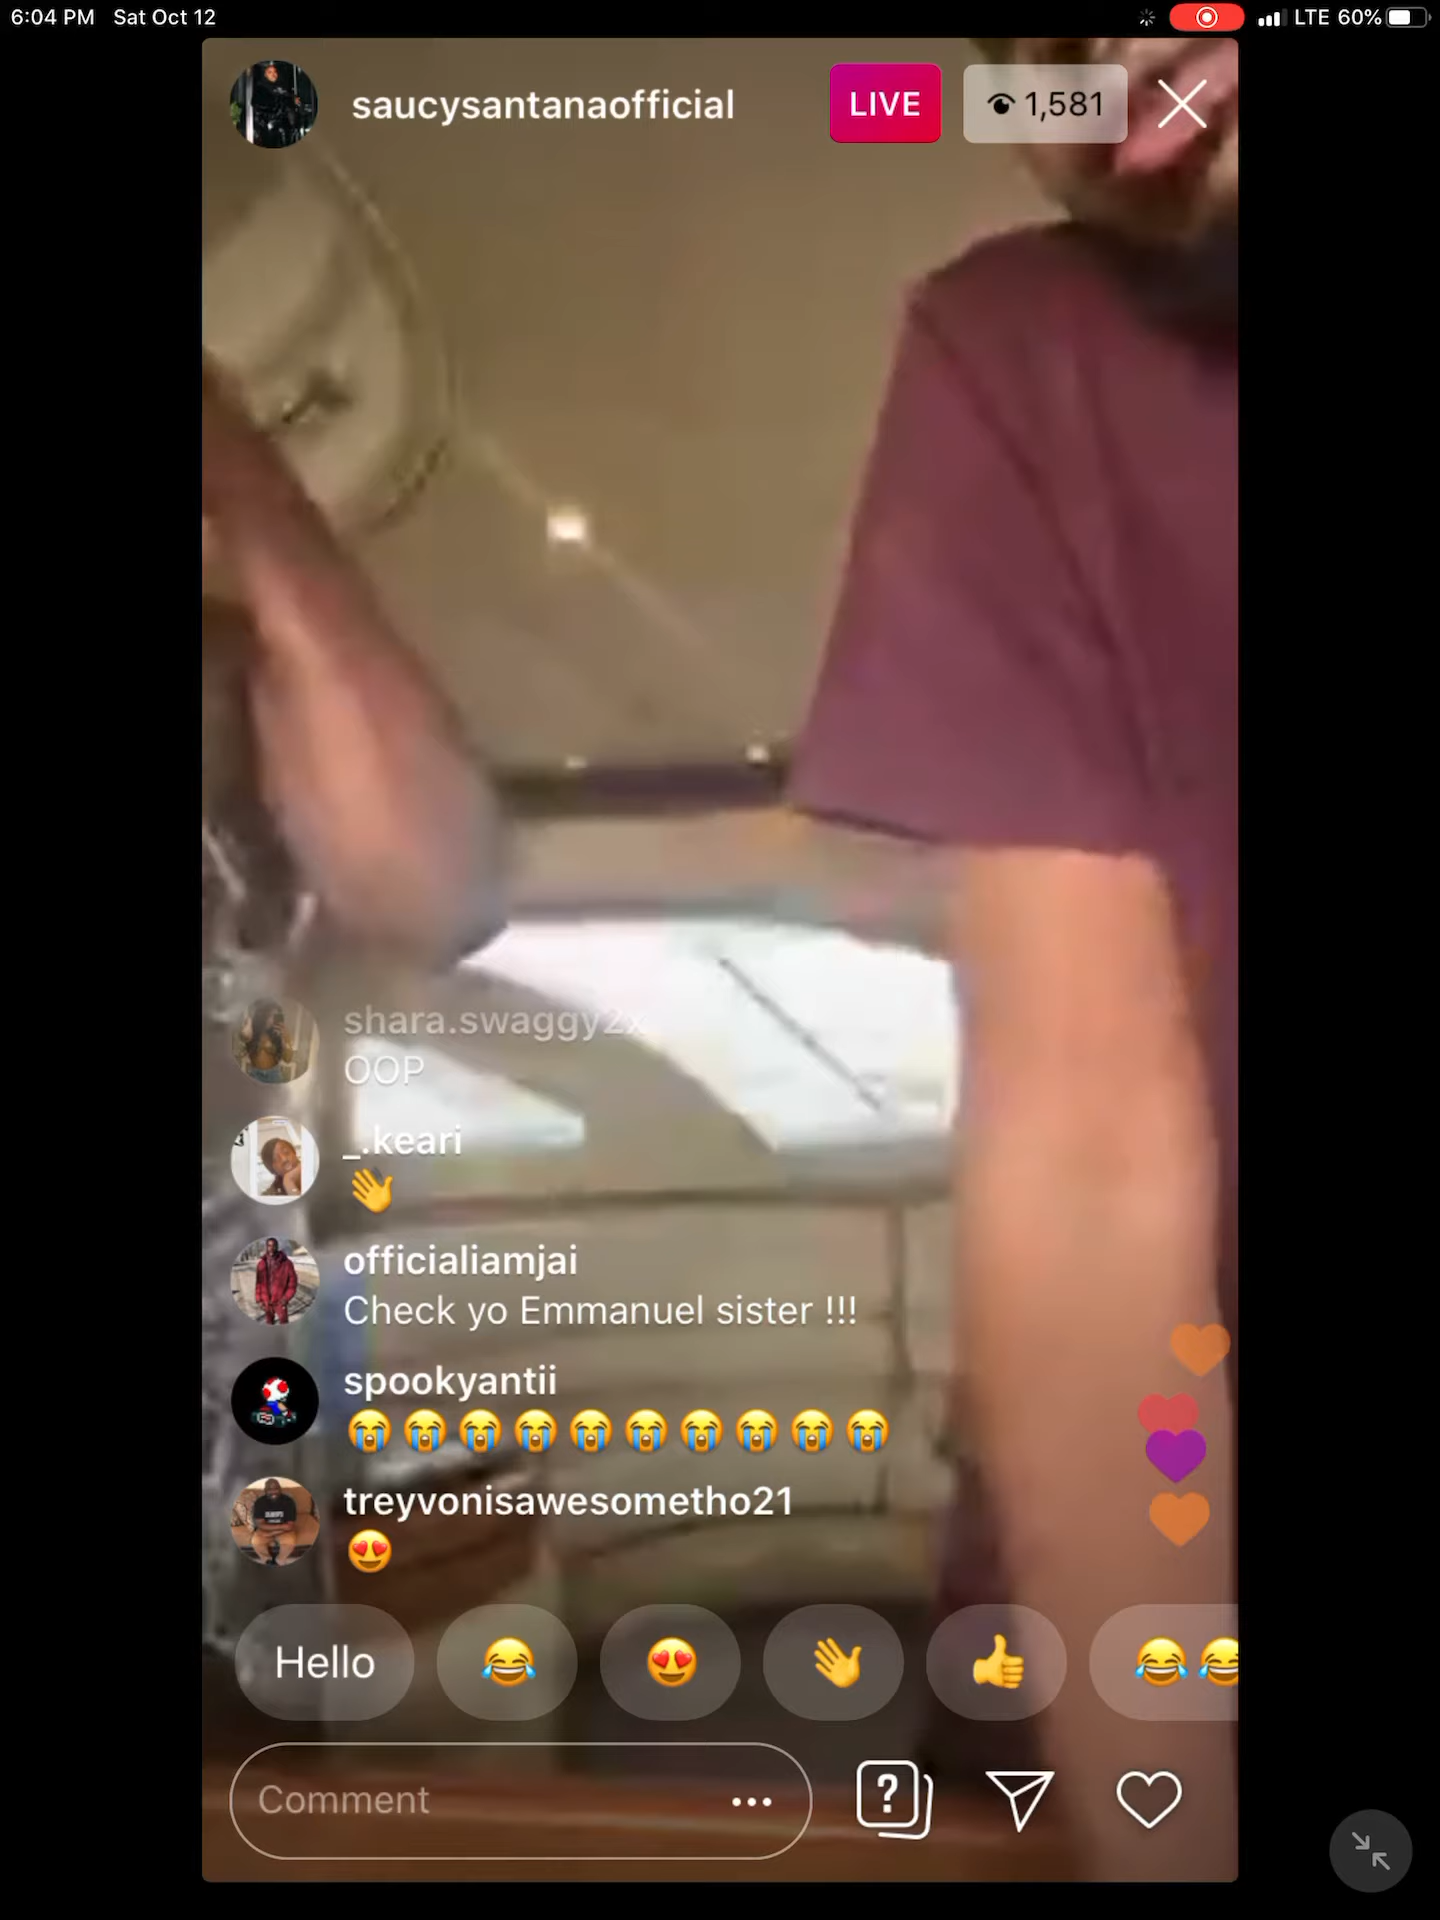 6:04 PM Sat Oct 12
LTE 60%
saucysantanaofficial
LIVE
1,581
shara.swaggy2x
OOP
_.keari
👋
officialiamjai
Check yo Emmanuel sister !!!
spookyantii
😭😭😭😭😭😭😭😭😭😭
treyvonisawesometho21
😍
Hello 😂 😍 👋 👍 😂😂
Comment